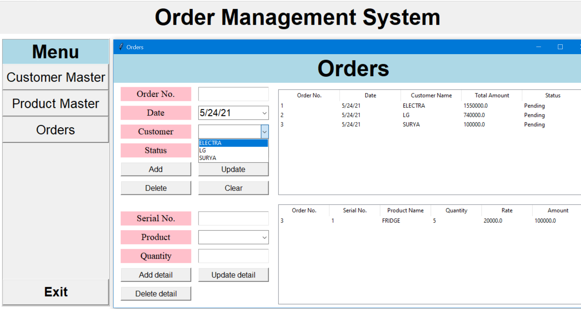 Order Management System
Menu
Customer Master
Product Master
Orders
Exit
Orders
Orders
Order No.
Date 5/24/21
Customer
ELECTRA
LG
SURYA
Status
Add Update
Delete Clear
Order No. Date Customer Name Total Amount Status
1 5/24/21 ELECTRA 1550000.0 Pending
2 5/24/21 LG 740000.0 Pending
3 5/24/21 SURYA 100000.0 Pending
Serial No.
Product
Quantity
Add detail Update detail
Delete detail
Order No. Serial No. Product Name Quantity Rate Amount
3 1 FRIDGE 5 20000.0 100000.0